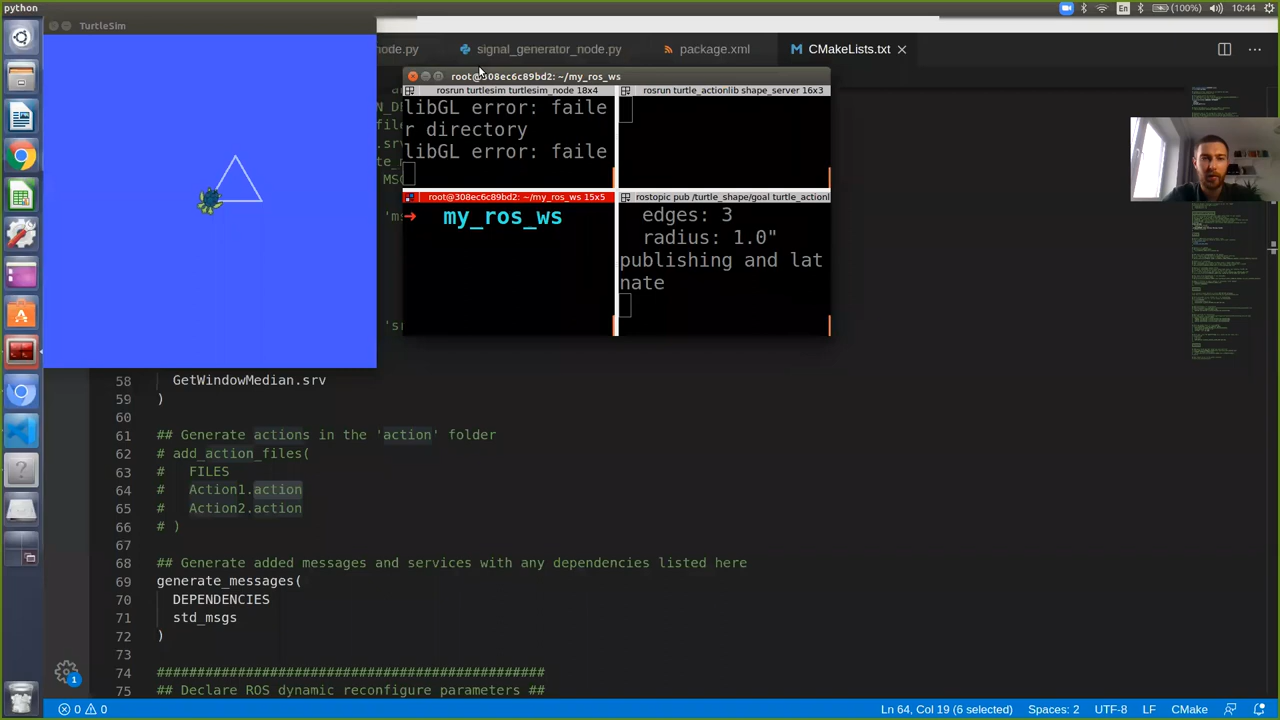 python
En
(100%)
10:44
TurtleSim
node.py
signal_generator_node.py
package.xml
CMakeLists.txt
root@308ec6c89bd2: ~/my_ros_ws
rosrun turtlesim turtlesim_node 18x4
libGL error: faile
r directory
libGL error: faile
rosrun turtle_actionlib shape_server 16x3
root@308ec6c89bd2: ~/my_ros_ws 15x5
➜ my_ros_ws
rostopic pub /turtle_shape/goal turtle_actionl
edges: 3
radius: 1.0"
publishing and lat
nate
58 GetWindowMedian.srv
59 )
60
61 ## Generate actions in the 'action' folder
62 # add_action_files(
63 # FILES
64 # Action1.action
65 # Action2.action
66 # )
67
68 ## Generate added messages and services with any dependencies listed here
69 generate_messages(
70 DEPENDENCIES
71 std_msgs
72 )
73
74 ################################################
75 ## Declare ROS dynamic reconfigure parameters ##
1
0 0
Ln 64, Col 19 (6 selected)
Spaces: 2
UTF-8
LF
CMake